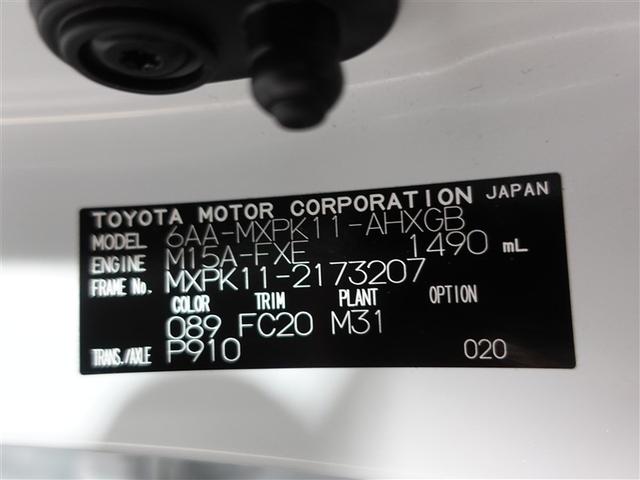 TOYOTA MOTOR CORPORATION JAPAN
MODEL 6AA-MXPK11-AHXGB
ENGINE M15A-FXE 1490 mL
FRAME No. MXPK11-2173207
COLOR TRIM PLANT OPTION
089 FC20 M31
TRANS./AXLE P910 020